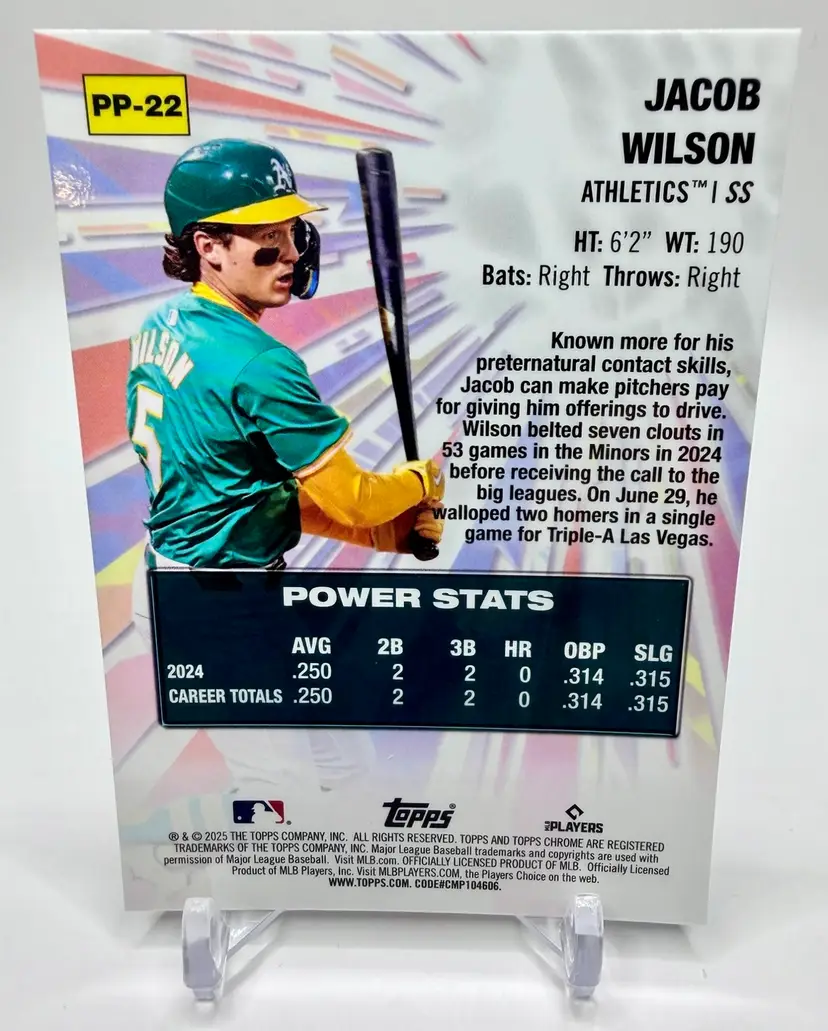 PP-22
JACOB
WILSON
ATHLETICS™ | SS
HT: 6'2" WT: 190
Bats: Right Throws: Right
A's
WILSON
5
Known more for his
preternatural contact skills,
Jacob can make pitchers pay
for giving him offerings to drive.
Wilson belted seven clouts in
53 games in the Minors in 2024
before receiving the call to the
big leagues. On June 29, he
walloped two homers in a single
game for Triple-A Las Vegas.
POWER STATS
AVG 2B 3B HR OBP SLG
2024 .250 2 2 0 .314 .315
CAREER TOTALS .250 2 2 0 .314 .315
topps®
MLB PLAYERS
® & © 2025 THE TOPPS COMPANY, INC. ALL RIGHTS RESERVED. TOPPS AND TOPPS CHROME ARE REGISTERED
TRADEMARKS OF THE TOPPS COMPANY, INC. Major League Baseball trademarks and copyrights are used with
permission of Major League Baseball. Visit MLB.com. OFFICIALLY LICENSED PRODUCT OF MLB. Officially Licensed
Product of MLB Players, Inc. Visit MLBPLAYERS.COM, the Players Choice on the web.
WWW.TOPPS.COM. CODE#CMP104606.